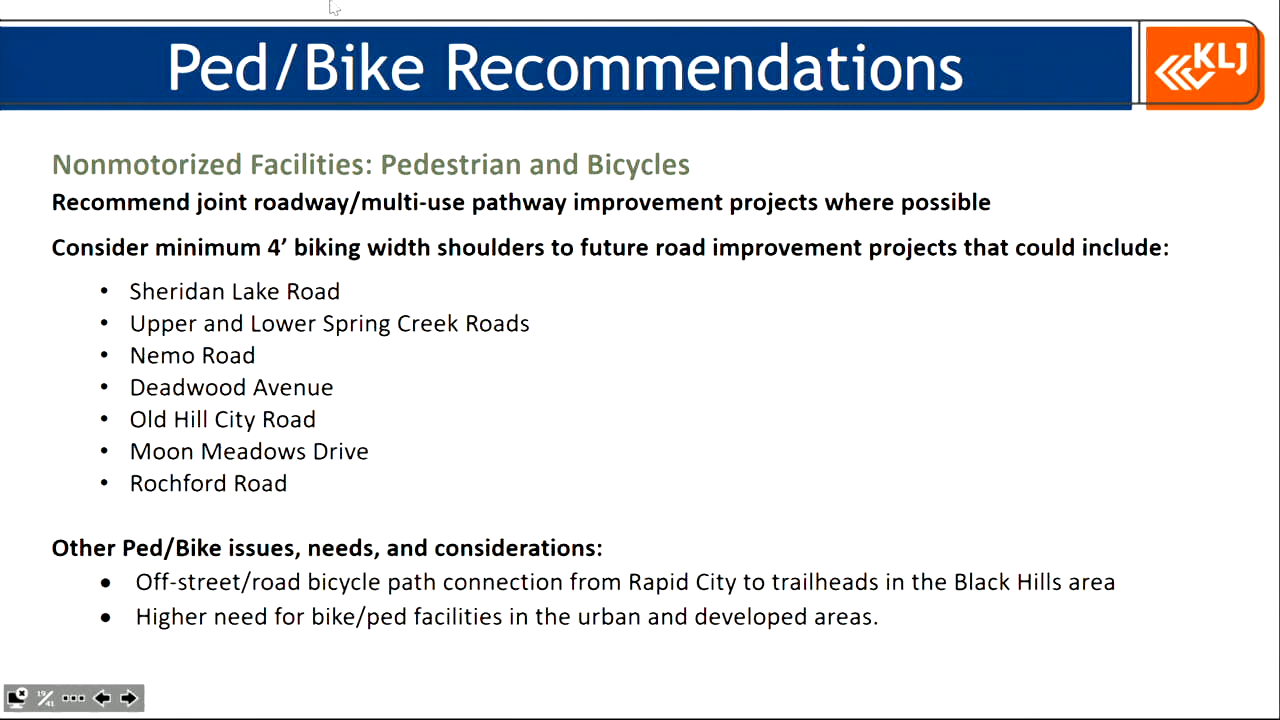 Ped/Bike Recommendations
KLJ
Nonmotorized Facilities: Pedestrian and Bicycles
Recommend joint roadway/multi-use pathway improvement projects where possible
Consider minimum 4’ biking width shoulders to future road improvement projects that could include:
• Sheridan Lake Road
• Upper and Lower Spring Creek Roads
• Nemo Road
• Deadwood Avenue
• Old Hill City Road
• Moon Meadows Drive
• Rochford Road
Other Ped/Bike issues, needs, and considerations:
• Off-street/road bicycle path connection from Rapid City to trailheads in the Black Hills area
• Higher need for bike/ped facilities in the urban and developed areas.
19/41